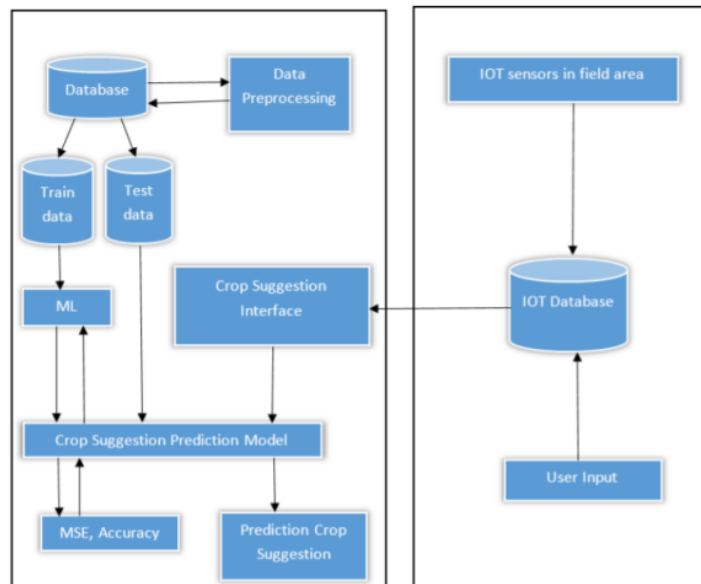 Database
Data
Preprocessing
Train
data
Test
data
ML
Crop Suggestion
Interface
Crop Suggestion Prediction Model
MSE, Accuracy
Prediction Crop
Suggestion
IOT sensors in field area
IOT Database
User Input